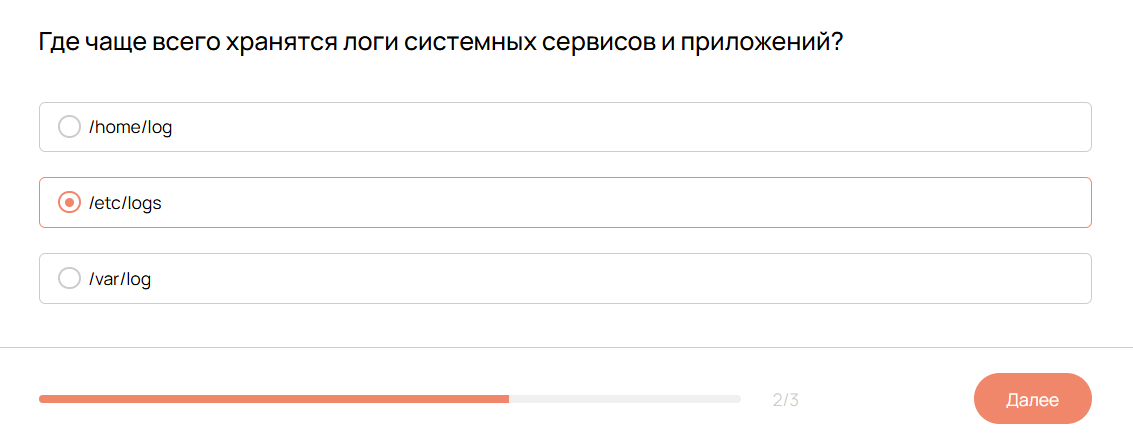 Где чаще всего хранятся логи системных сервисов и приложений?
/home/log
/etc/logs
/var/log
2/3
Далее